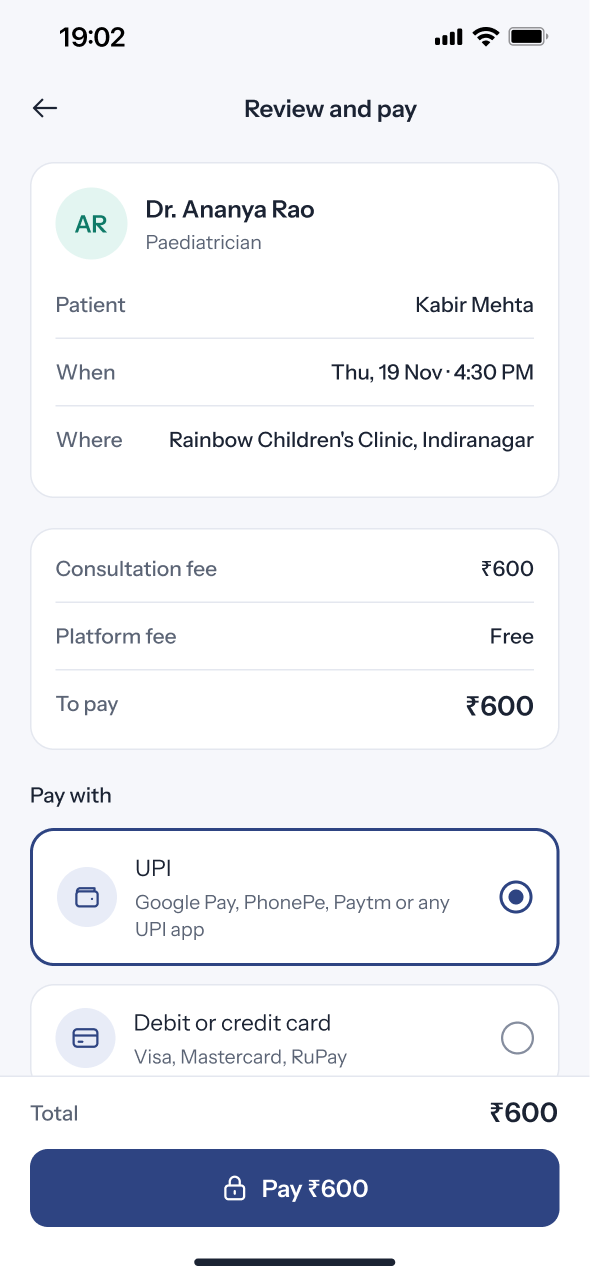 19:02
Review and pay
AR
Dr. Ananya Rao
Paediatrician
Patient
Kabir Mehta
When
Thu, 19 Nov · 4:30 PM
Where
Rainbow Children's Clinic, Indiranagar
Consultation fee
₹600
Platform fee
Free
To pay
₹600
Pay with
UPI
Google Pay, PhonePe, Paytm or any
UPI app
Debit or credit card
Visa, Mastercard, RuPay
Total
₹600
Pay ₹600